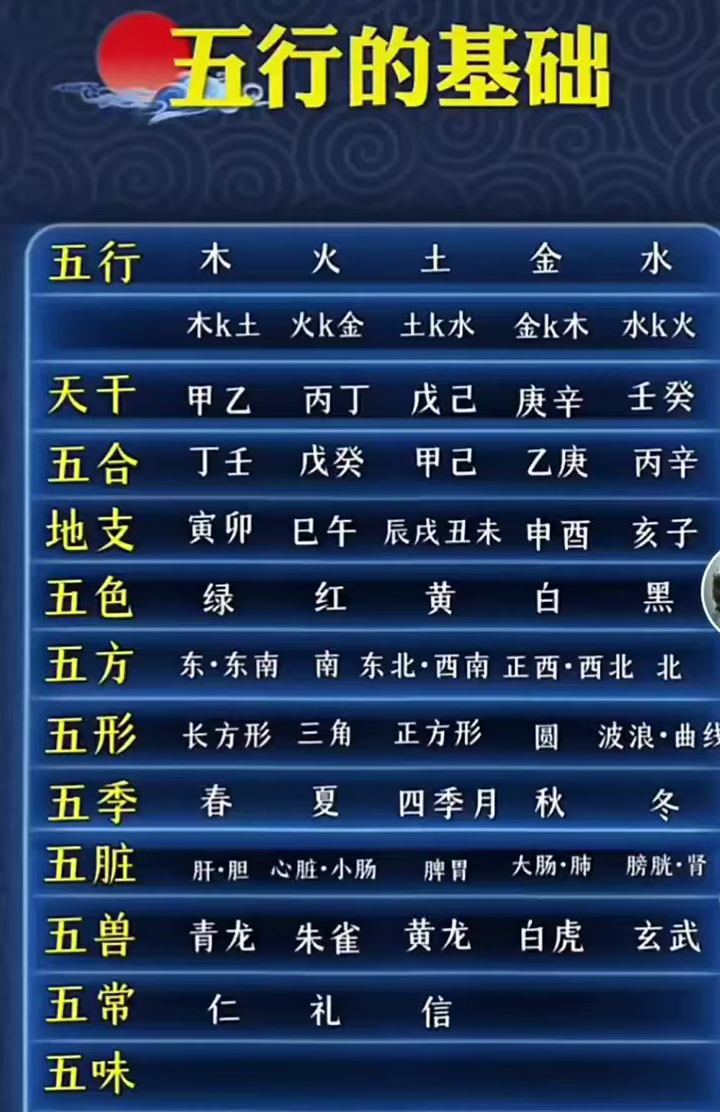 五行的基础
五行 木 火 土 金 水
木k土 火k金 土k水 金k木 水k火
天干 甲乙 丙丁 戊己 庚辛 壬癸
五合 丁壬 戊癸 甲己 乙庚 丙辛
地支 寅卯 巳午 辰戌丑未 申酉 亥子
五色 绿 红 黄 白 黑
五方 东·东南 南 东北·西南 正西·西北 北
五形 长方形 三角 正方形 圆 波浪·曲线
五季 春 夏 四季月 秋 冬
五脏 肝·胆 心脏·小肠 脾胃 大肠·肺 膀胱·肾
五兽 青龙 朱雀 黄龙 白虎 玄武
五常 仁 礼 信
五味